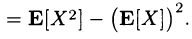 = E[X²] − (E[X])².